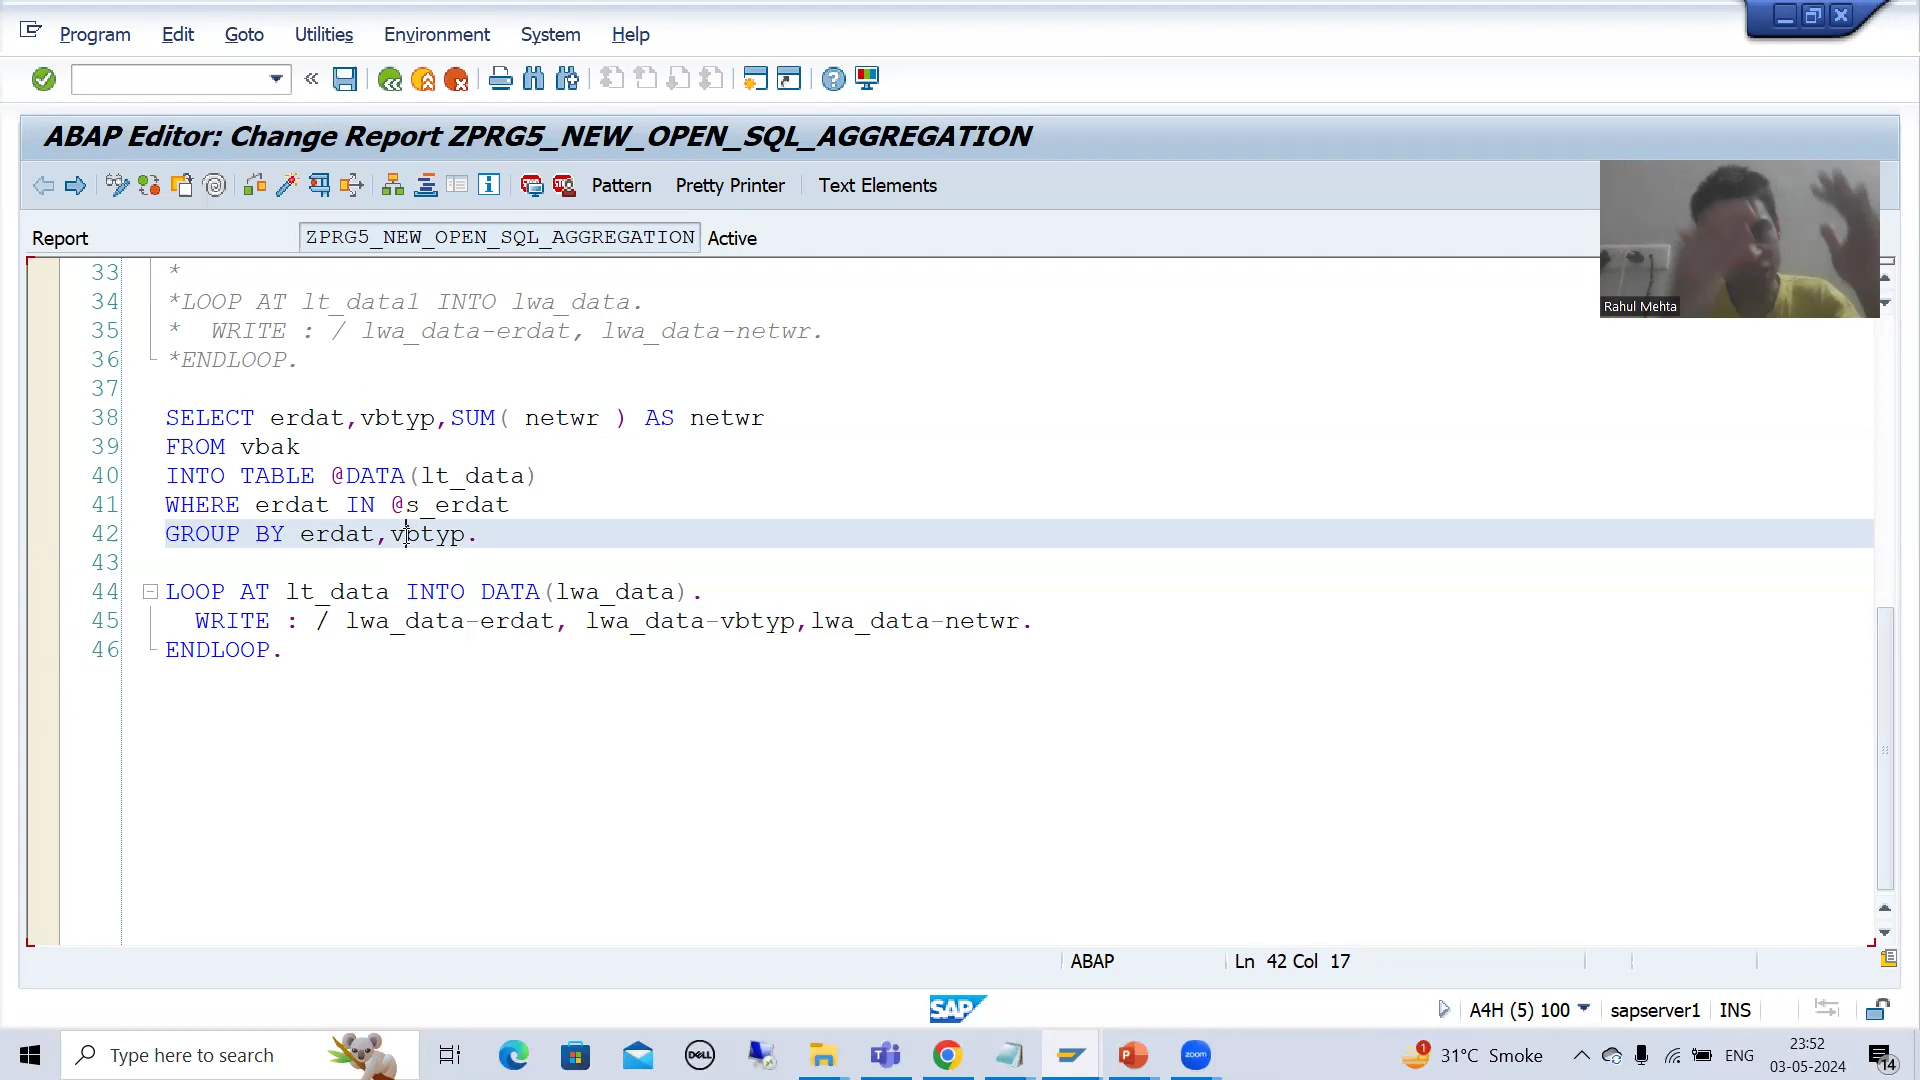 Program Edit Goto Utilities Environment System Help
ABAP Editor: Change Report ZPRG5_NEW_OPEN_SQL_AGGREGATION
Pattern Pretty Printer Text Elements
Report ZPRG5_NEW_OPEN_SQL_AGGREGATION Active
Rahul Mehta
33 *
34 *LOOP AT lt_data1 INTO lwa_data.
35 * WRITE : / lwa_data-erdat, lwa_data-netwr.
36 *ENDLOOP.
37
38 SELECT erdat,vbtyp,SUM( netwr ) AS netwr
39 FROM vbak
40 INTO TABLE @DATA(lt_data)
41 WHERE erdat IN @s_erdat
42 GROUP BY erdat,vbtyp.
43
44 LOOP AT lt_data INTO DATA(lwa_data).
45 WRITE : / lwa_data-erdat, lwa_data-vbtyp,lwa_data-netwr.
46 ENDLOOP.
ABAP Ln 42 Col 17
SAP A4H (5) 100 sapserver1 INS
Type here to search DELL zoom 1 31°C Smoke ENG 23:52
03-05-2024 14